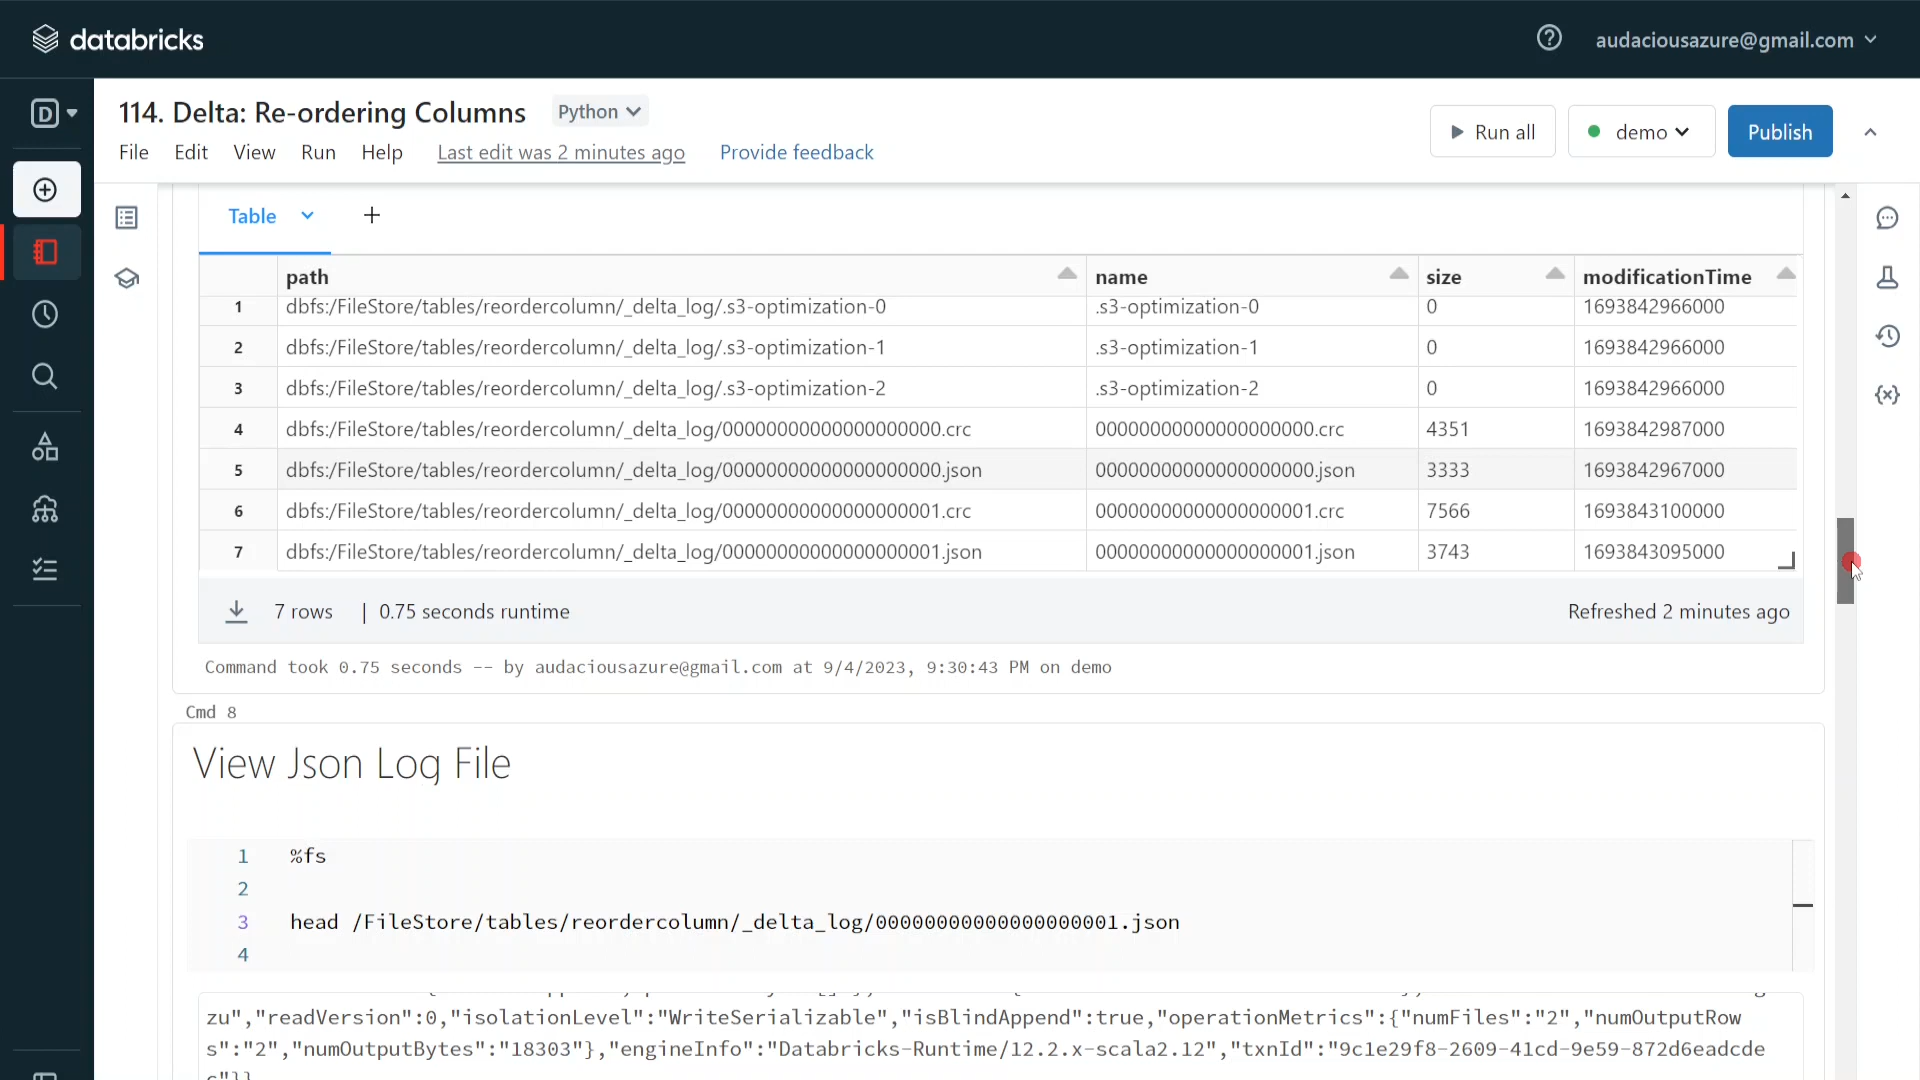 databricks
audaciousazure@gmail.com
D
114. Delta: Re-ordering Columns
Python
File Edit View Run Help Last edit was 2 minutes ago Provide feedback
Run all
demo
Publish
Table +
path name size modificationTime
1 dbfs:/FileStore/tables/reordercolumn/_delta_log/.s3-optimization-0 .s3-optimization-0 0 1693842966000
2 dbfs:/FileStore/tables/reordercolumn/_delta_log/.s3-optimization-1 .s3-optimization-1 0 1693842966000
3 dbfs:/FileStore/tables/reordercolumn/_delta_log/.s3-optimization-2 .s3-optimization-2 0 1693842966000
4 dbfs:/FileStore/tables/reordercolumn/_delta_log/00000000000000000000.crc 00000000000000000000.crc 4351 1693842987000
5 dbfs:/FileStore/tables/reordercolumn/_delta_log/00000000000000000000.json 00000000000000000000.json 3333 1693842967000
6 dbfs:/FileStore/tables/reordercolumn/_delta_log/00000000000000000001.crc 00000000000000000001.crc 7566 1693843100000
7 dbfs:/FileStore/tables/reordercolumn/_delta_log/00000000000000000001.json 00000000000000000001.json 3743 1693843095000
7 rows | 0.75 seconds runtime
Refreshed 2 minutes ago
Command took 0.75 seconds -- by audaciousazure@gmail.com at 9/4/2023, 9:30:43 PM on demo
Cmd 8
View Json Log File
1 %fs
2
3 head /FileStore/tables/reordercolumn/_delta_log/00000000000000000001.json
4
zu","readVersion":0,"isolationLevel":"WriteSerializable","isBlindAppend":true,"operationMetrics":{"numFiles":"2","numOutputRow
s":"2","numOutputBytes":"18303"},"engineInfo":"Databricks-Runtime/12.2.x-scala2.12","txnId":"9c1e29f8-2609-41cd-9e59-872d6eadcde